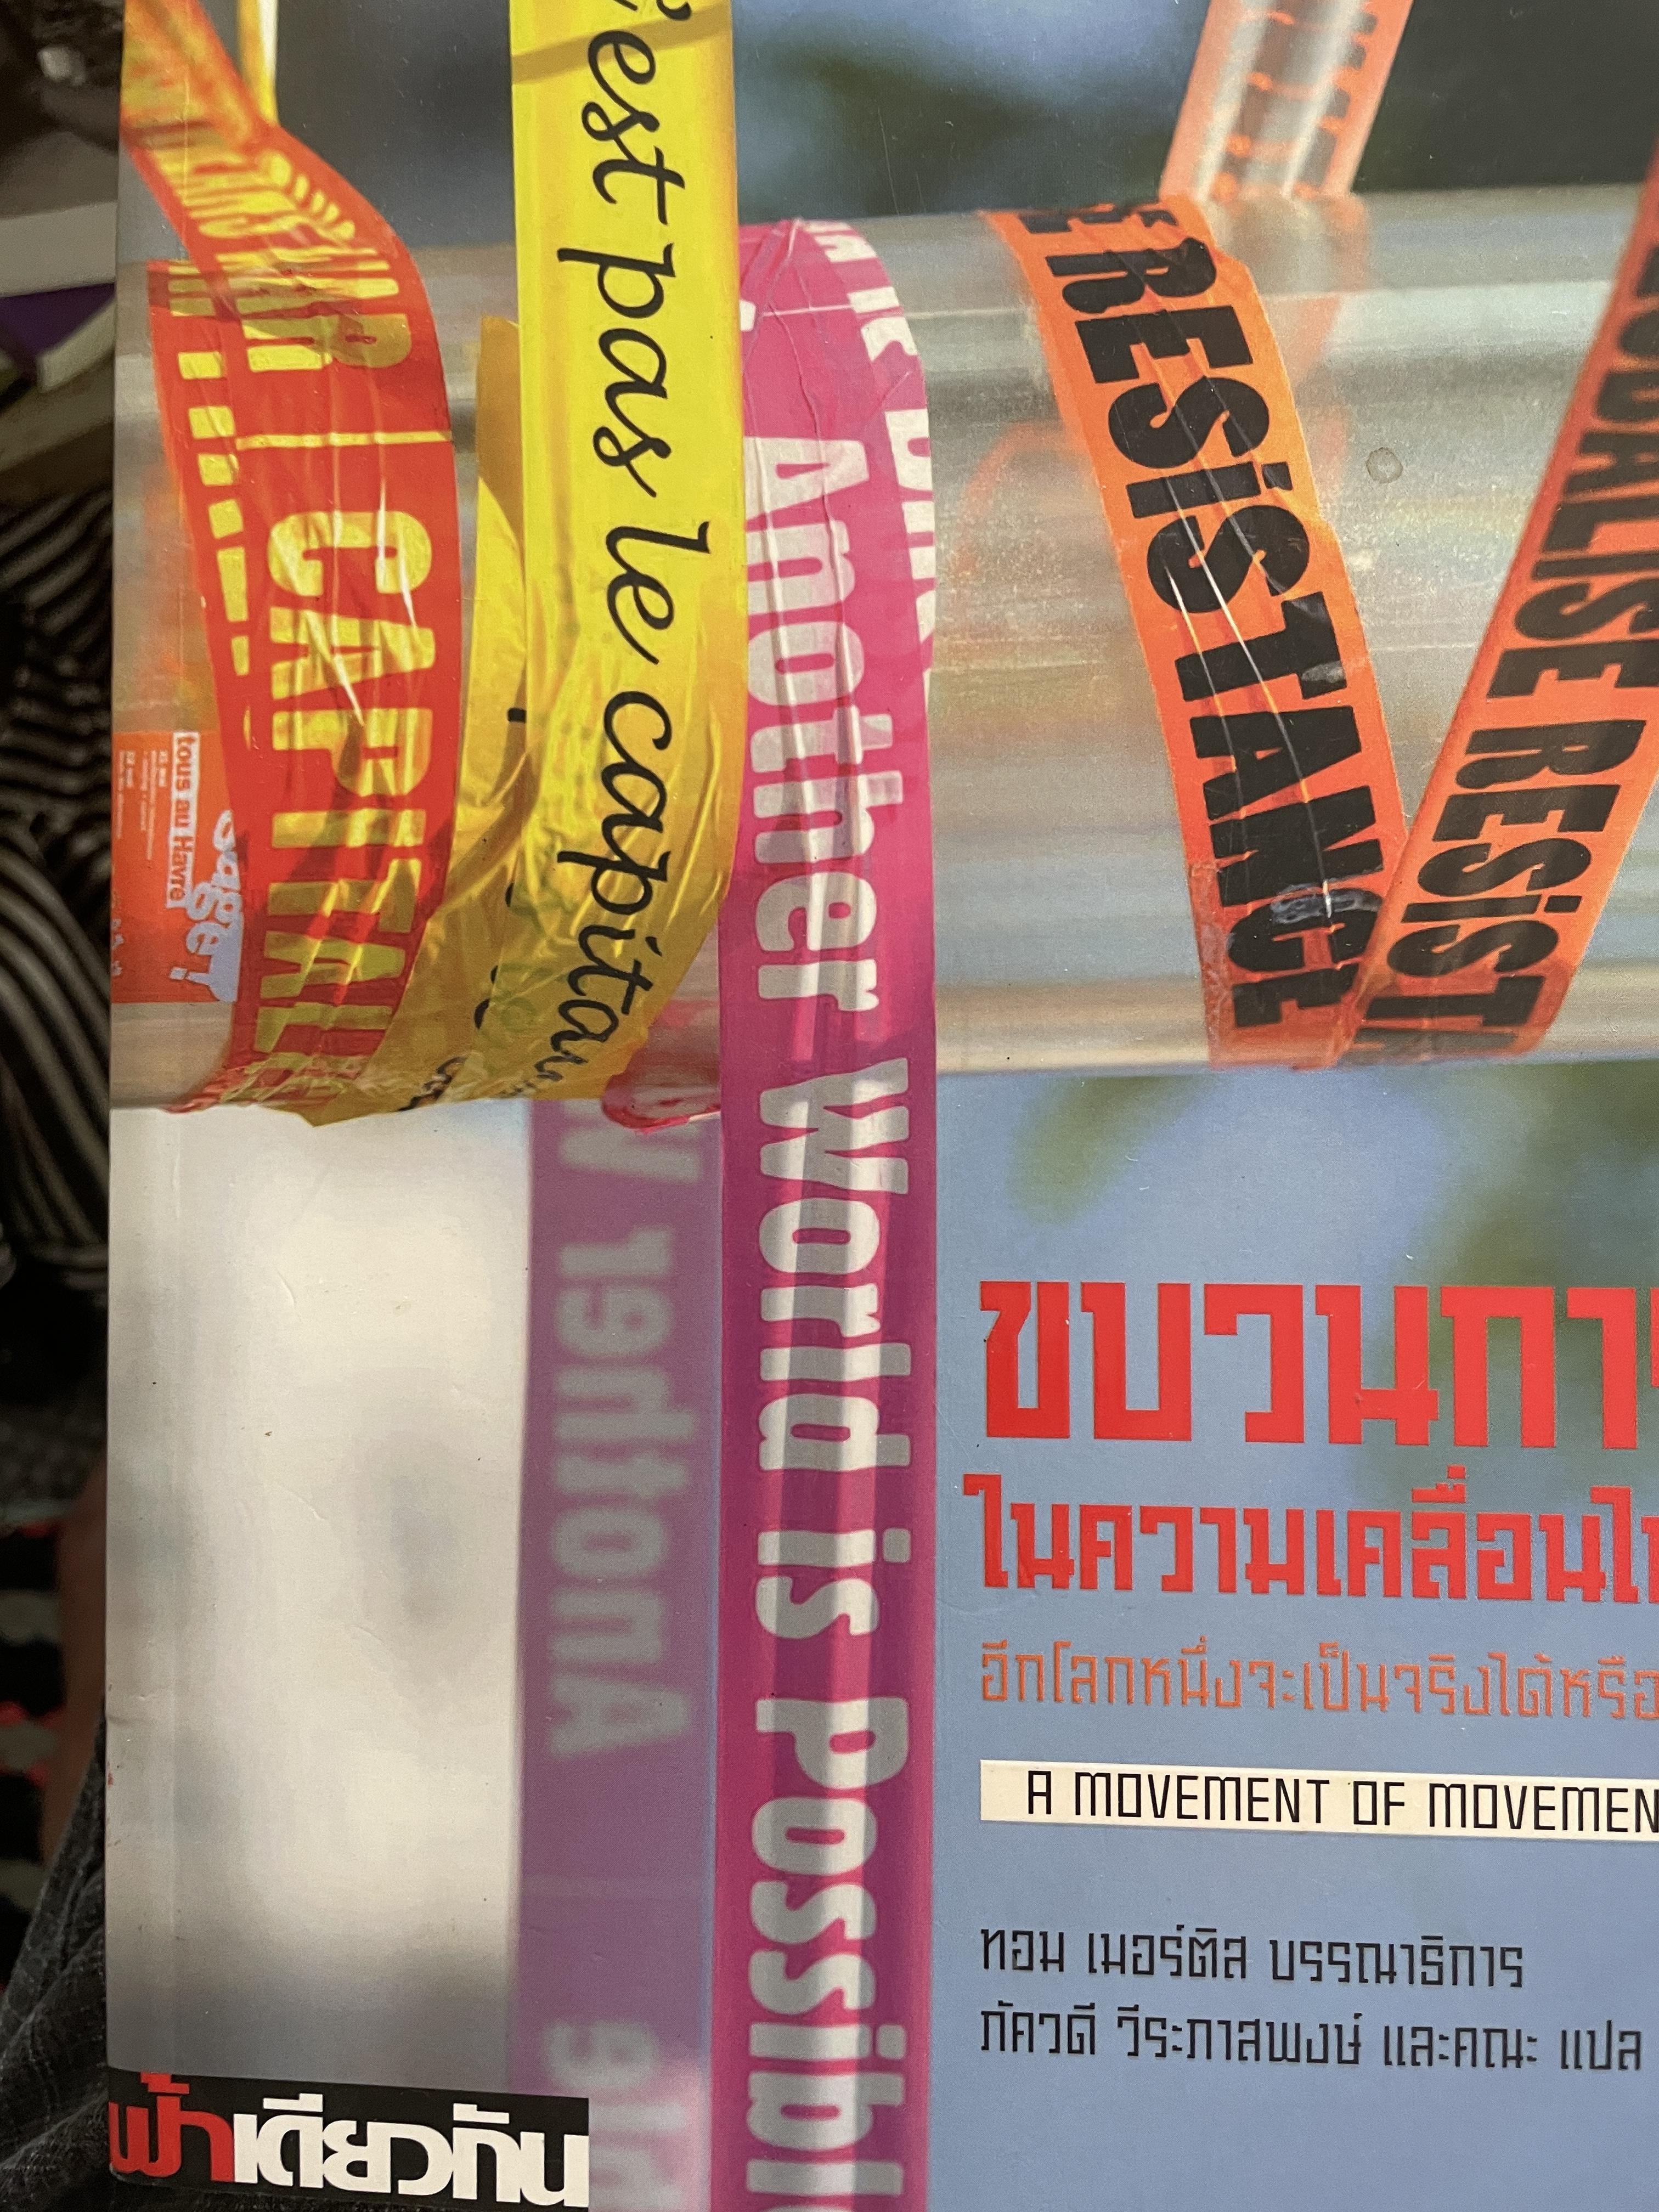 WAR | CAPITAL
'est pas le capital
Another World is Possibl
RESiSTANCE
OBALISE RESiST
tous au Havre
ขบวนกา
ในความเคลื่อนไ
อีกโลกหนึ่งจะเป็นจริงได้หรือ
A MOVEMENT OF MOVEMEN
ทอม เมอร์ติส บรรณาธิการ
ภัควดี วีระภาสพงษ์ และคณะ แปล
ฟ้าเดียวกัน